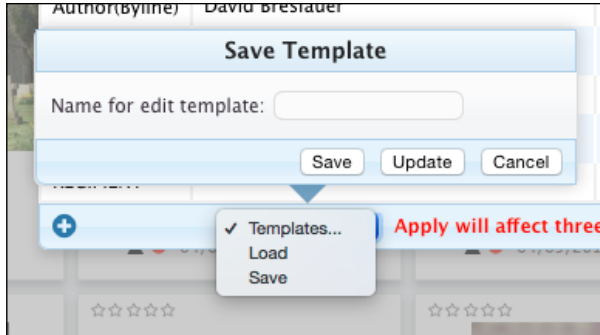 Author(Byline) David Breslauer
Save Template
Name for edit template:
Save Update Cancel
✓ Templates...
Apply will affect three
Load
Save